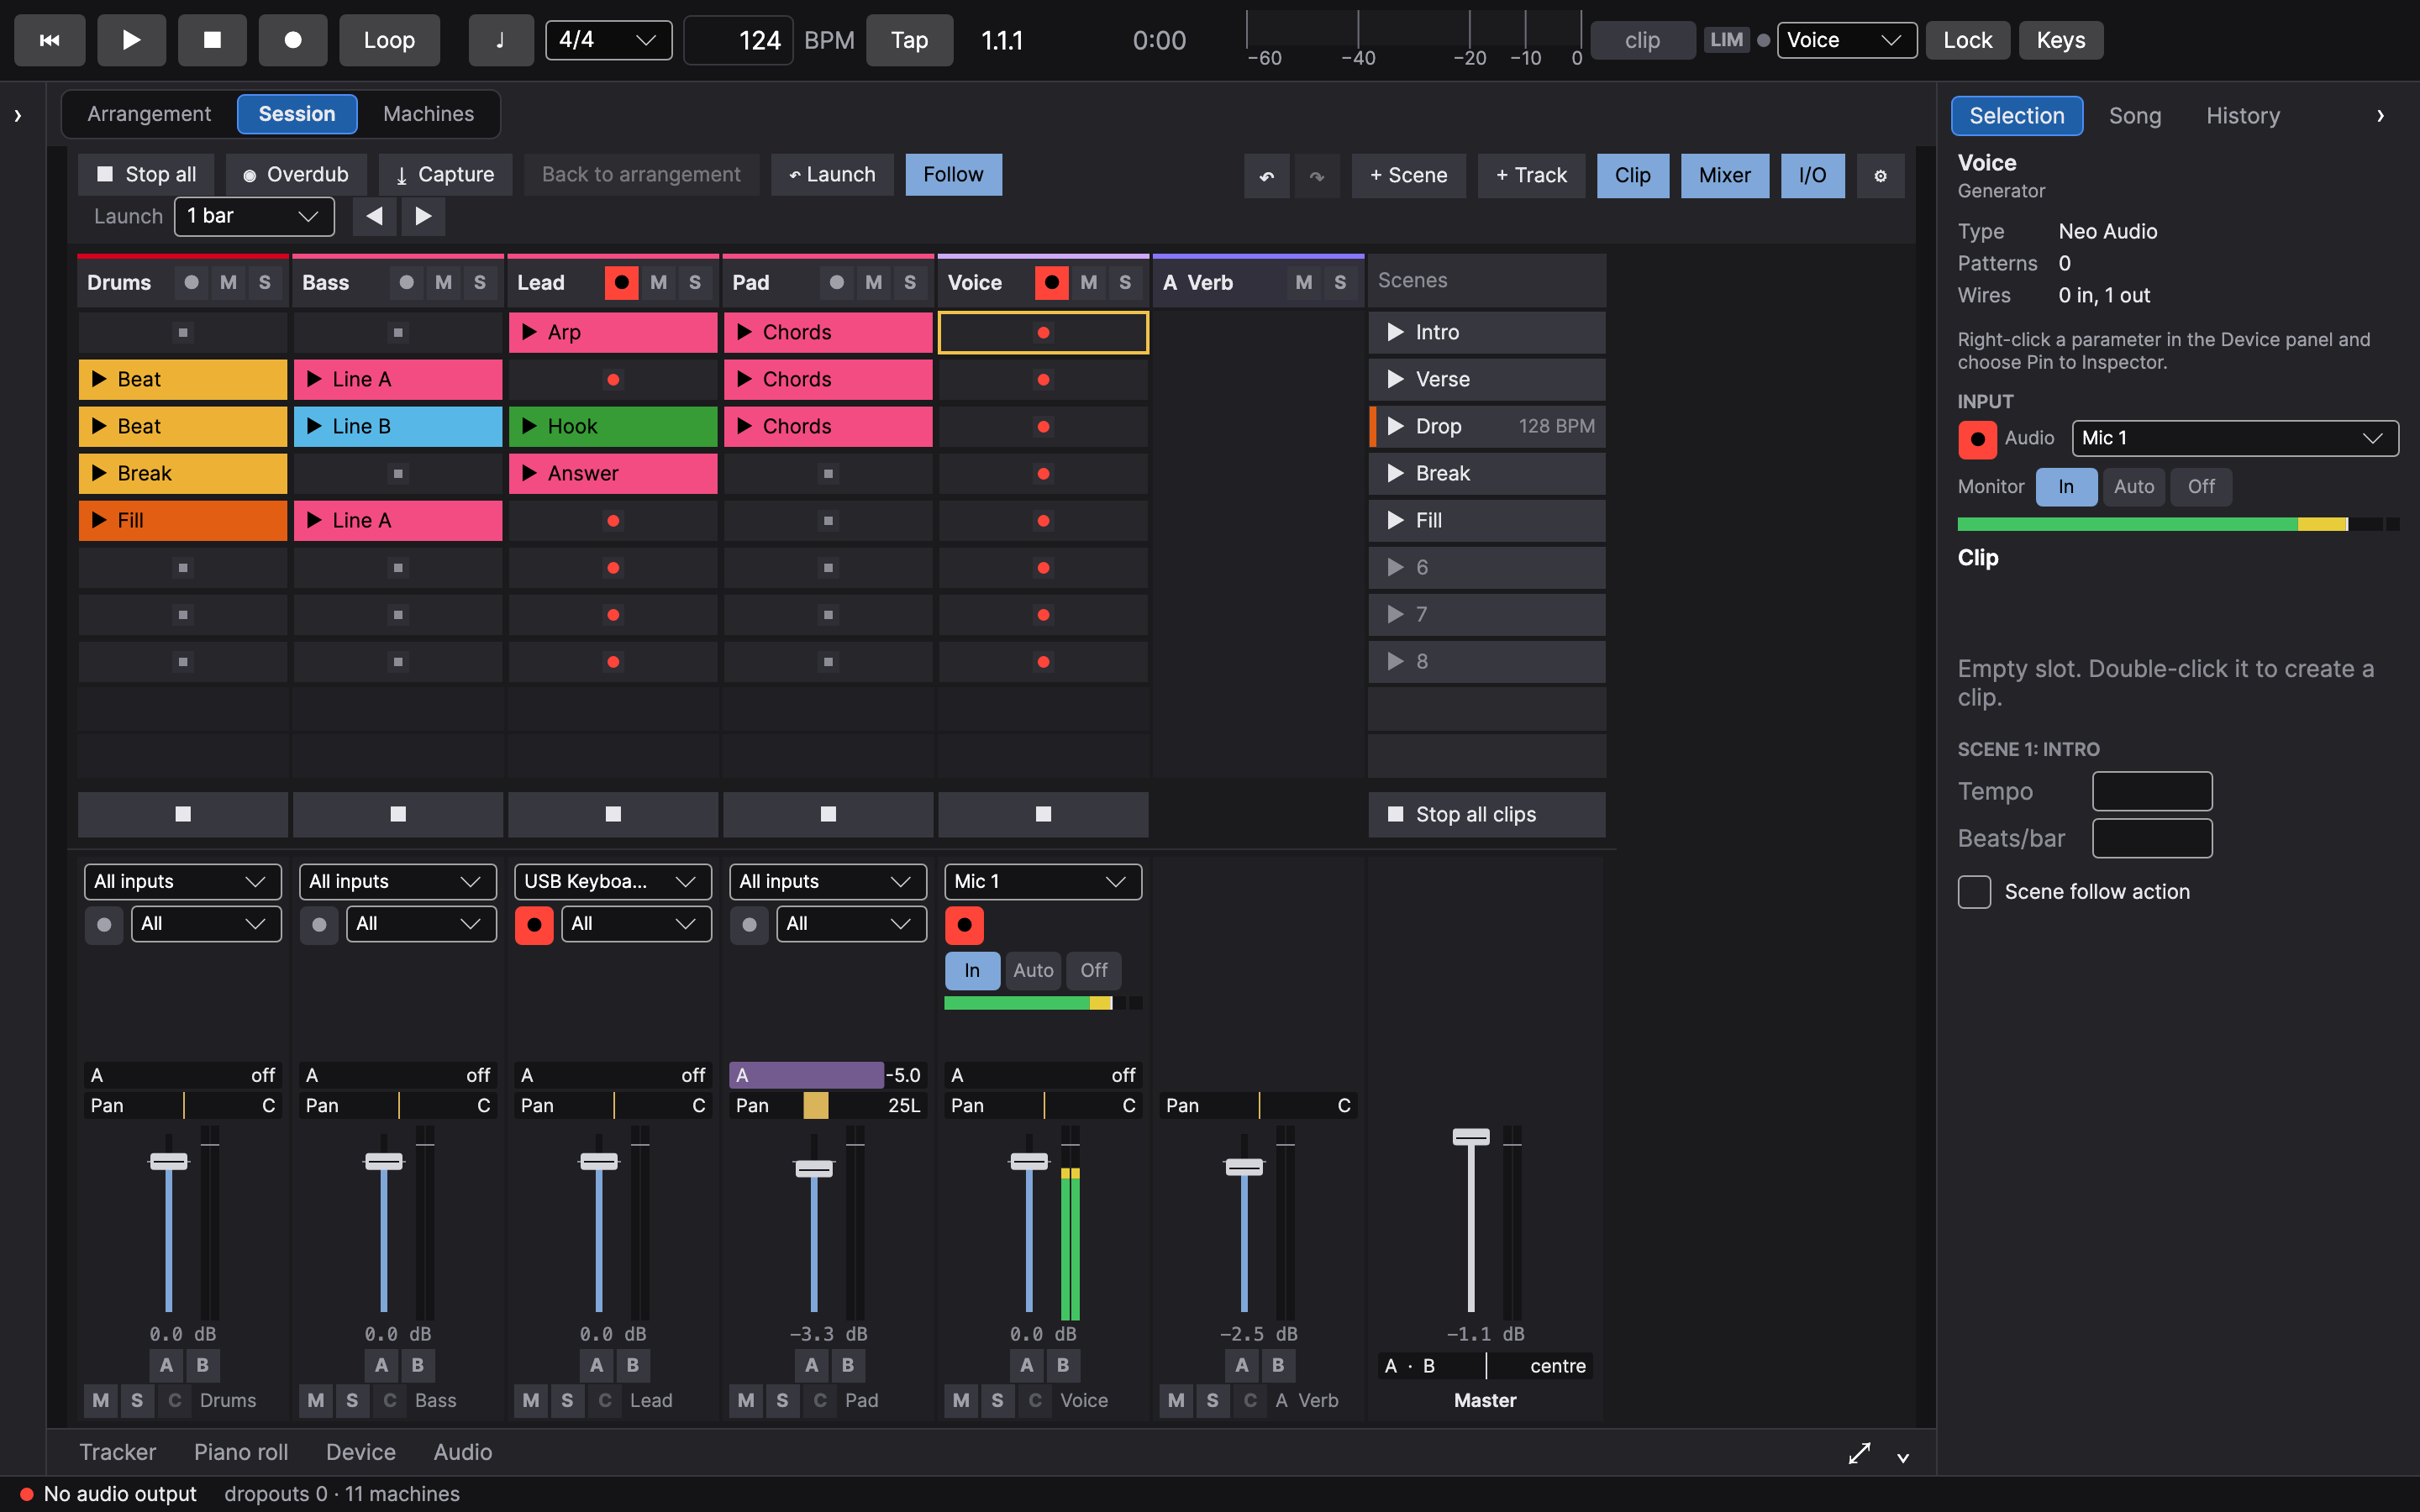 Loop 4/4 124 BPM Tap 1.1.1 0:00 −60 −40 −20 −10 0 clip LIM Voice Lock Keys
Arrangement Session Machines
Stop all Overdub Capture Back to arrangement Launch Follow + Scene + Track Clip Mixer I/O
Launch 1 bar
Drums M S Bass M S Lead M S Pad M S Voice M S A Verb M S Scenes
Arp Chords Intro
Beat Line A Chords Verse
Beat Line B Hook Chords Drop 128 BPM
Break Answer Break
Fill Line A Fill
6
7
8
Stop all clips
All inputs All inputs USB Keyboa... All inputs Mic 1
All All All All
In Auto Off
A off A off A off A -5.0 A off
Pan C Pan C Pan C Pan 25L Pan C Pan C
0.0 dB 0.0 dB 0.0 dB −3.3 dB 0.0 dB −2.5 dB −1.1 dB
A B A B A B A B A B A B A · B centre
M S C Drums M S C Bass M S C Lead M S C Pad M S C Voice M S C A Verb Master
Tracker Piano roll Device Audio
No audio output dropouts 0 · 11 machines
Selection Song History
Voice
Generator
Type Neo Audio
Patterns 0
Wires 0 in, 1 out
Right-click a parameter in the Device panel and
choose Pin to Inspector.
INPUT
Audio Mic 1
Monitor In Auto Off
Clip
Empty slot. Double-click it to create a
clip.
SCENE 1: INTRO
Tempo
Beats/bar
Scene follow action